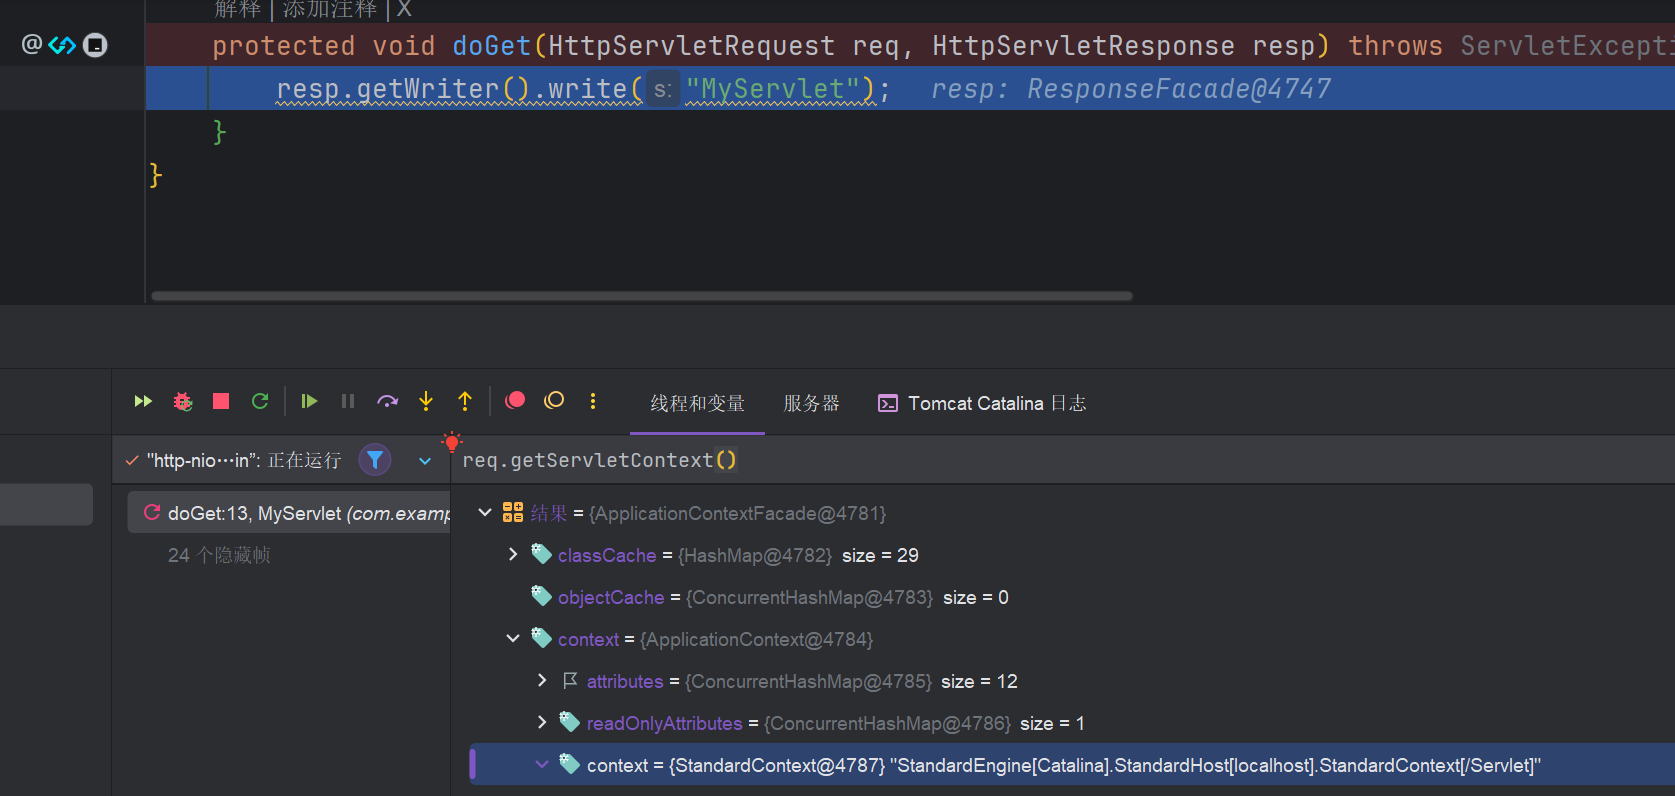 解释 | 添加注释 | X
protected void doGet(HttpServletRequest req, HttpServletResponse resp) throws ServletExcepti
resp.getWriter().write( s: "MyServlet"); resp: ResponseFacade@4747
}
}
线程和变量 服务器 Tomcat Catalina 日志
"http-nio…in": 正在运行
req.getServletContext()
doGet:13, MyServlet (com.examp
24 个隐藏帧
结果 = {ApplicationContextFacade@4781}
classCache = {HashMap@4782} size = 29
objectCache = {ConcurrentHashMap@4783} size = 0
context = {ApplicationContext@4784}
attributes = {ConcurrentHashMap@4785} size = 12
readOnlyAttributes = {ConcurrentHashMap@4786} size = 1
context = {StandardContext@4787} "StandardEngine[Catalina].StandardHost[localhost].StandardContext[/Servlet]"